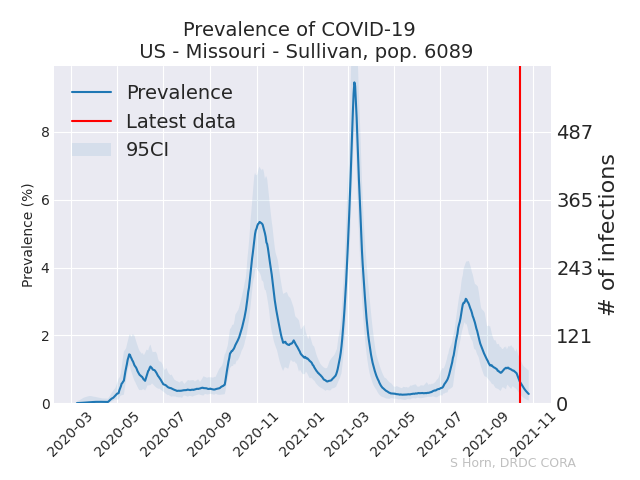 Prevalence of COVID-19
US - Missouri - Sullivan, pop. 6089
Prevalence
Latest data
95CI
Prevalence (%)
8
6
4
2
0
487
365
243
121
0
# of infections
2020-03
2020-05
2020-07
2020-09
2020-11
2021-01
2021-03
2021-05
2021-07
2021-09
2021-11
S Horn, DRDC CORA